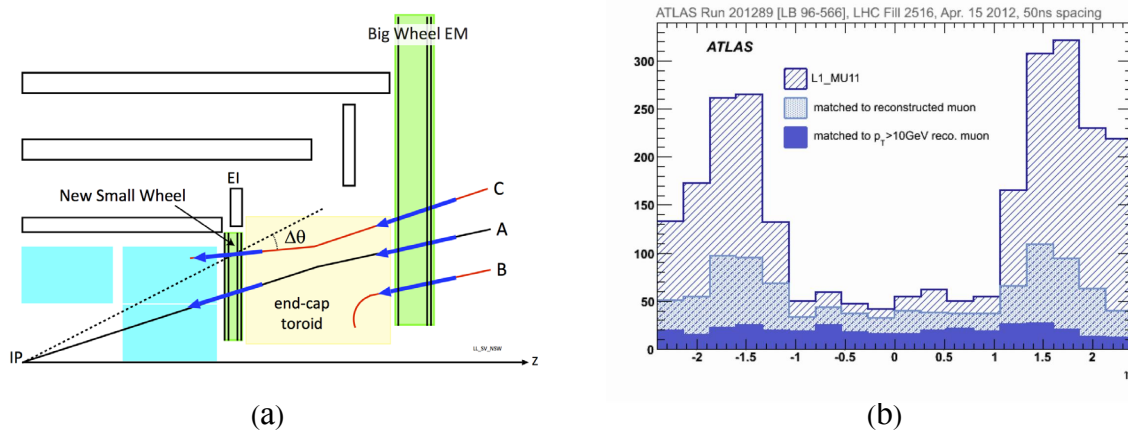 Big Wheel EM
EI
New Small Wheel
Δθ
C
A
B
end-cap
toroid
IP
LL_SV_NSW
z
(a)
ATLAS Run 201289 [LB 96-566], LHC Fill 2516, Apr. 15 2012, 50ns spacing
ATLAS
L1_MU11
matched to reconstructed muon
matched to pT>10GeV reco. muon
300
250
200
150
100
50
0
-2 -1.5 -1 -0.5 0 0.5 1 1.5 2
(b)